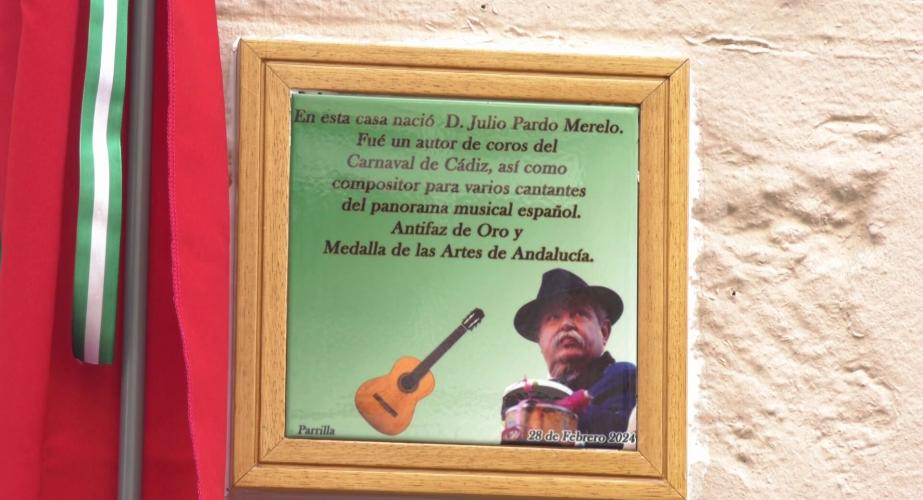 En esta casa nació D. Julio Pardo Merelo.
Fué un autor de coros del
Carnaval de Cádiz, así como
compositor para varios cantantes
del panorama musical español.
Antifaz de Oro y
Medalla de las Artes de Andalucía.
Parrilla
28 de Febrero 2024